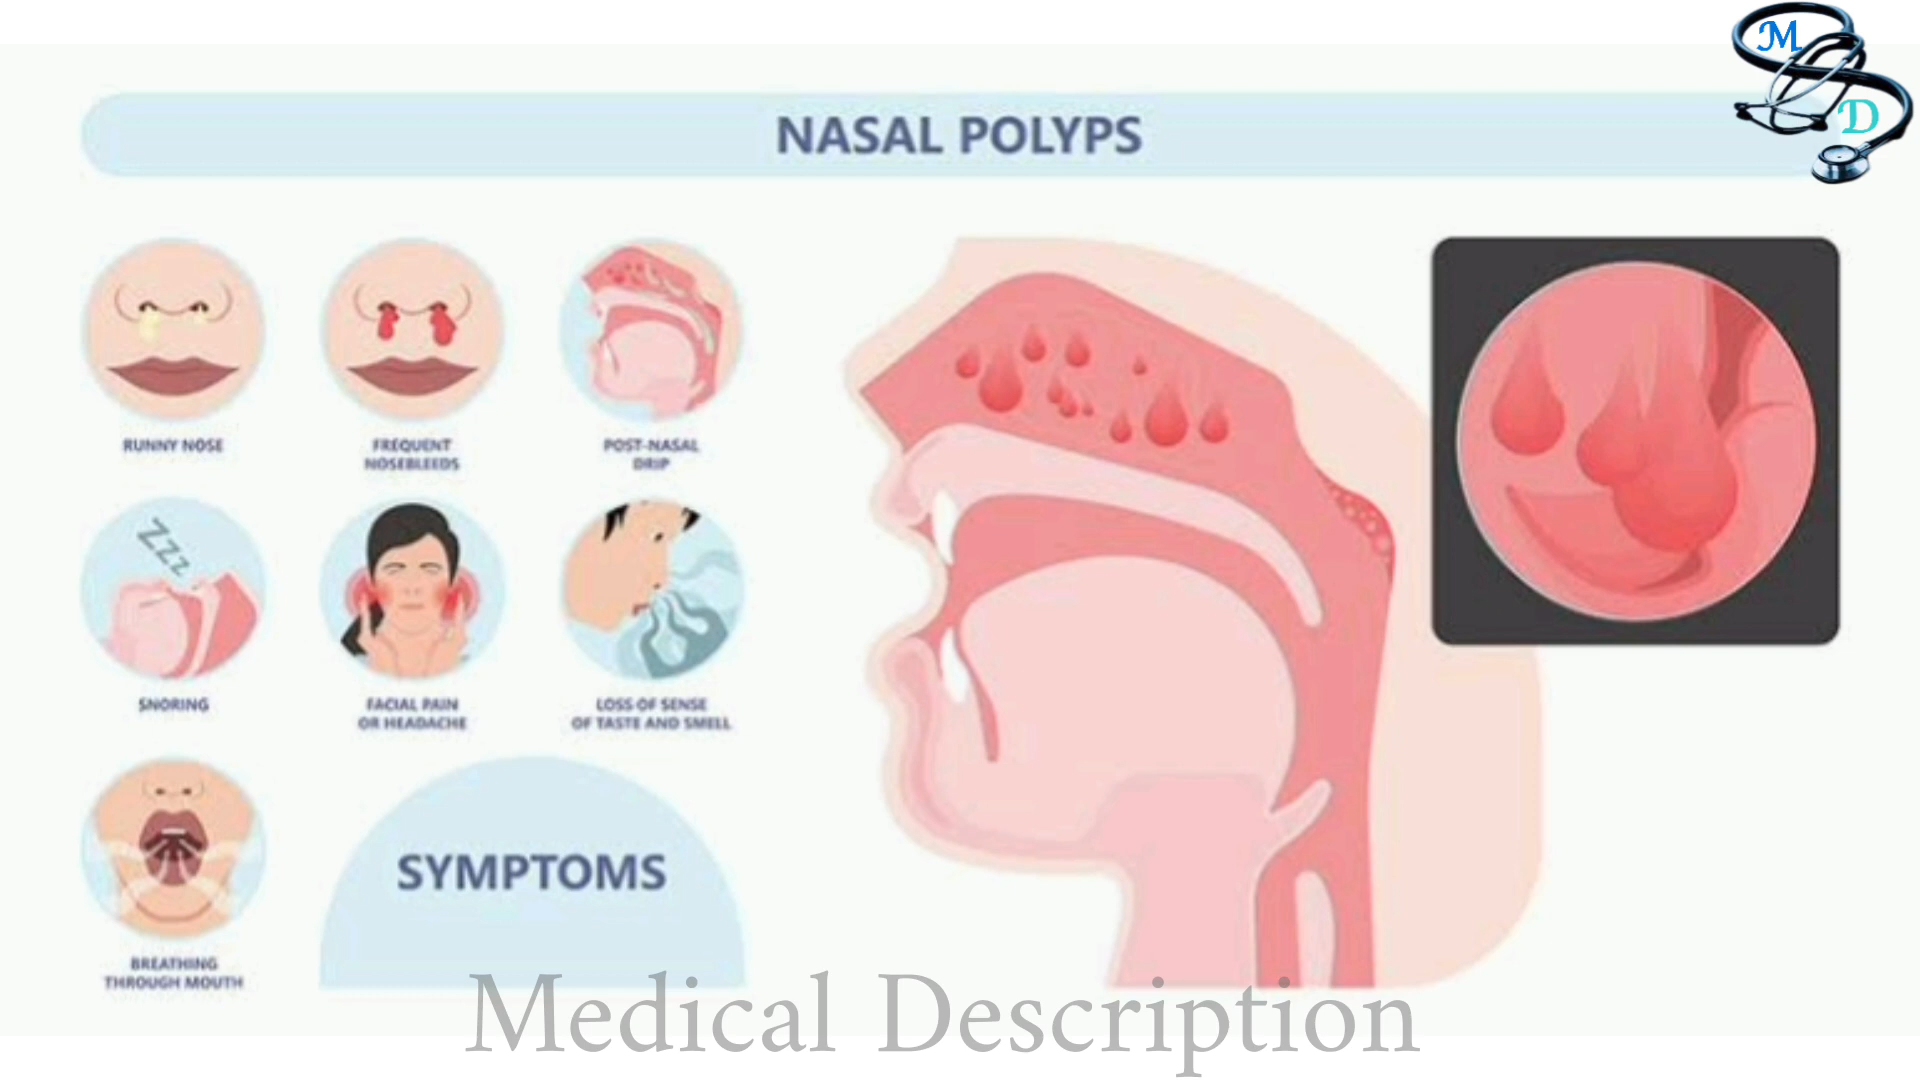 M
D
NASAL POLYPS
RUNNY NOSE
FREQUENT
NOSEBLEEDS
POST-NASAL
DRIP
ZZZ
SNORING
FACIAL PAIN
OR HEADACHE
LOSS OF SENSE
OF TASTE AND SMELL
BREATHING
THROUGH MOUTH
SYMPTOMS
Medical Description